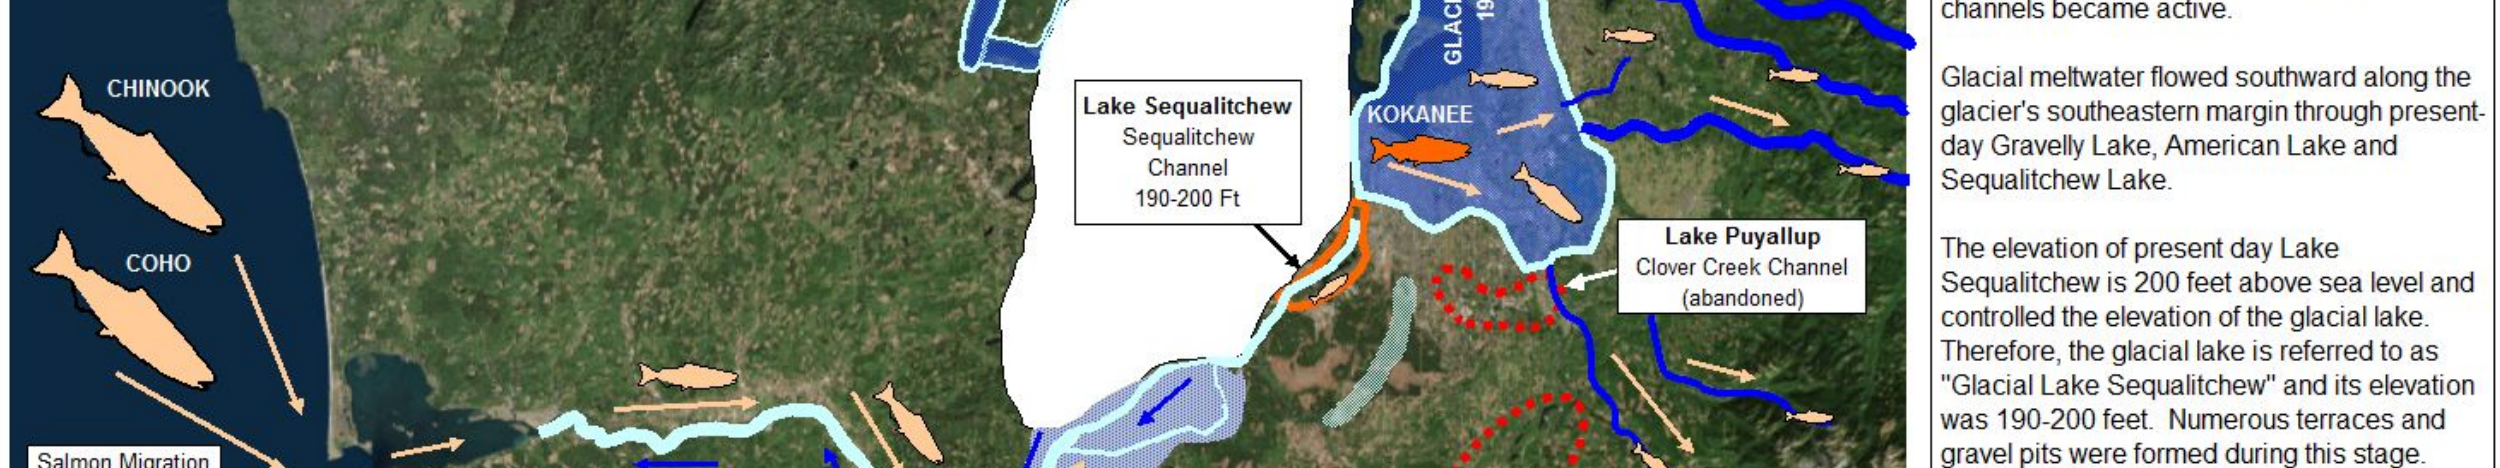 CHINOOK
COHO
Salmon Migration
Lake Sequalitchew
Sequalitchew
Channel
190-200 Ft
GLACI
19
KOKANEE
Lake Puyallup
Clover Creek Channel
(abandoned)
channels became active.
Glacial meltwater flowed southward along the
glacier's southeastern margin through present-
day Gravelly Lake, American Lake and
Sequalitchew Lake.
The elevation of present day Lake
Sequalitchew is 200 feet above sea level and
controlled the elevation of the glacial lake.
Therefore, the glacial lake is referred to as
"Glacial Lake Sequalitchew" and its elevation
was 190-200 feet.  Numerous terraces and
gravel pits were formed during this stage.